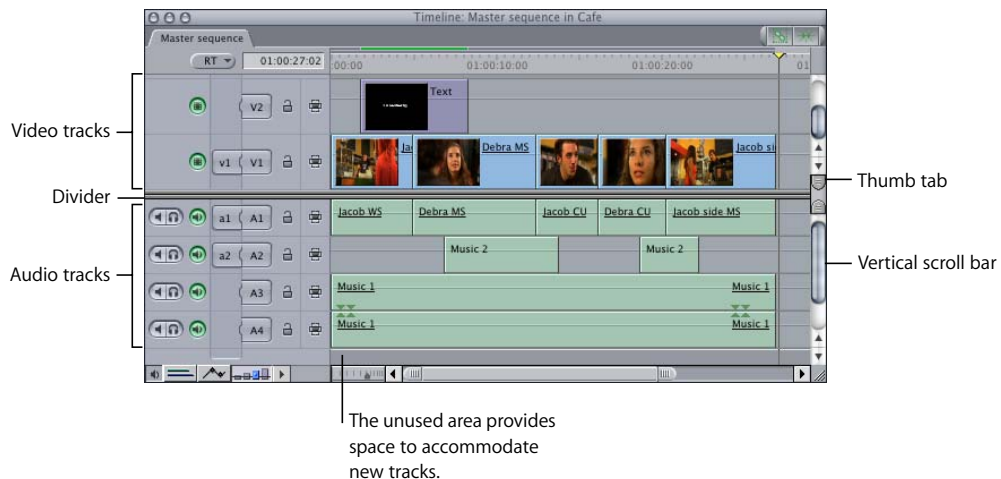 Timeline: Master sequence in Cafe
Master sequence
RT
01:00:27:02
:00:00
01:00:10:00
01:00:20:00
01
Video tracks
V2
Text
v1 V1
Ja
Debra MS
Jacob si
Divider
Thumb tab
Audio tracks
a1 A1
Jacob WS
Debra MS
Jacob CU
Debra CU
Jacob side MS
a2 A2
Music 2
Music 2
Vertical scroll bar
A3
Music 1
Music 1
A4
Music 1
Music 1
The unused area provides
space to accommodate
new tracks.